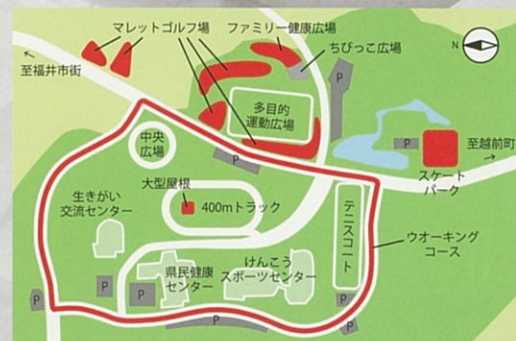 マレットゴルフ場
ファミリー健康広場
ちびっこ広場
N
至福井市街
P
多目的
運動広場
中央
広場
P
P
至越前町
スケート
パーク
大型屋根
400mトラック
生きがい
交流センター
テニスコート
ウオーキング
コース
県民健康
センター
けんこう
スポーツセンター
P
P
P
P
P
P